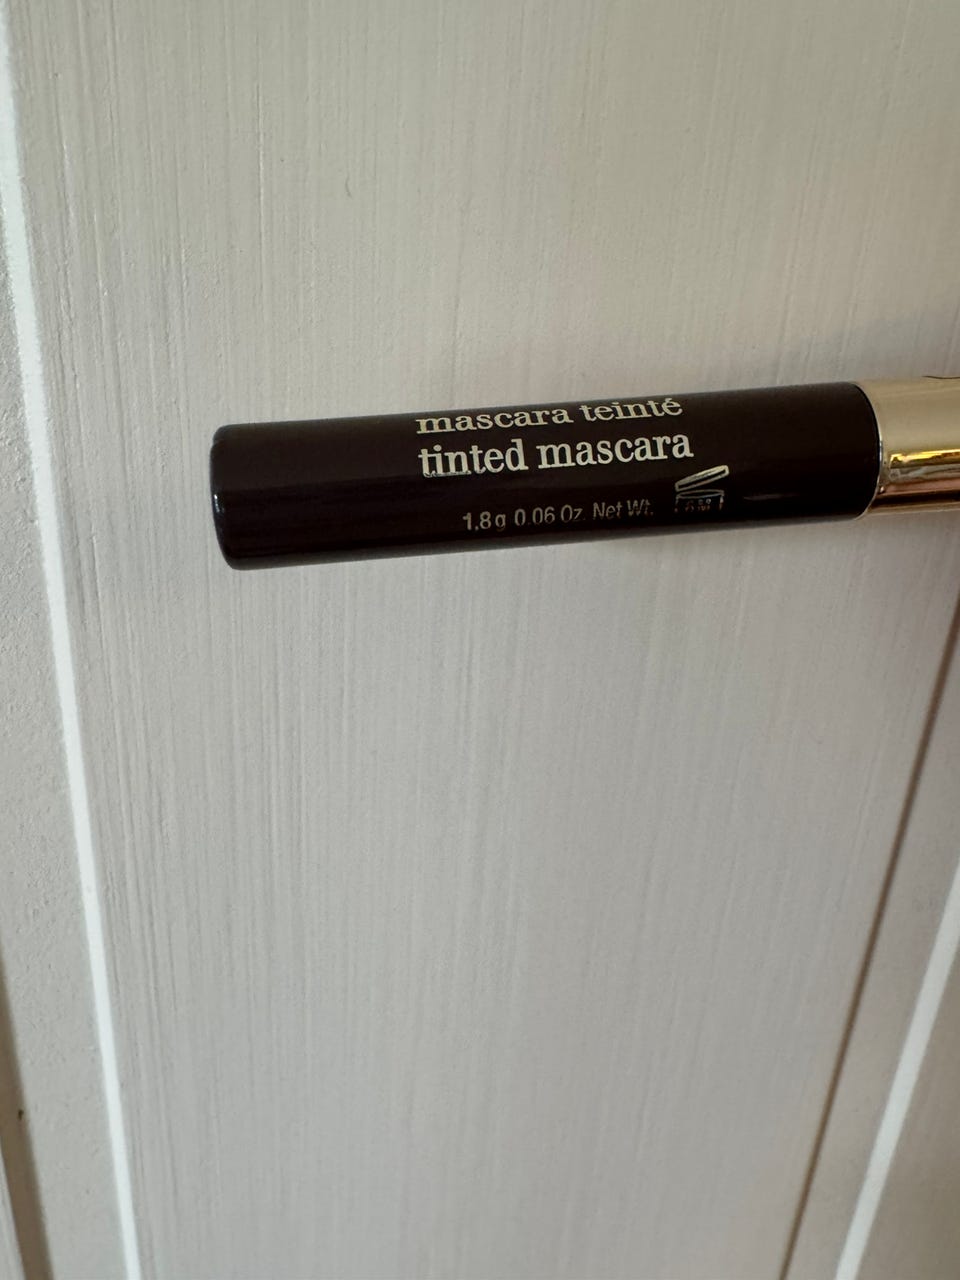 mascara teinté
tinted mascara
1,8g 0.06 Oz. Net Wt.